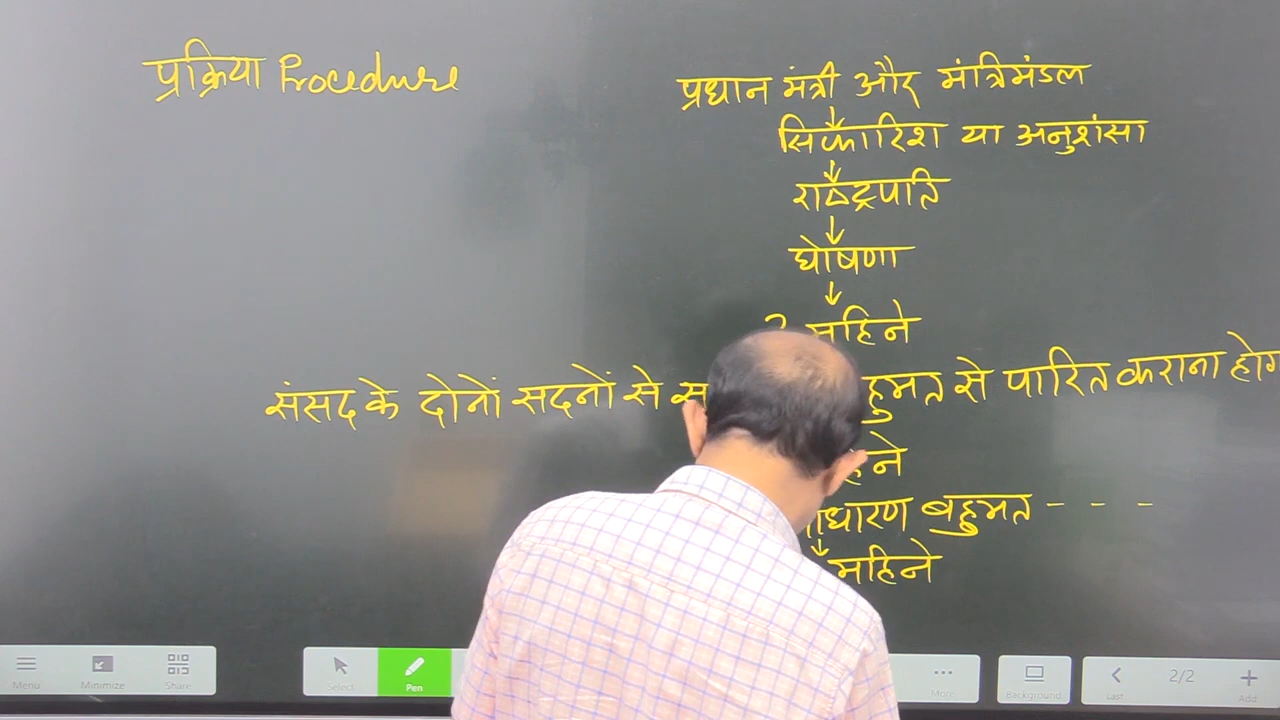 प्रक्रिया Procedure
प्रधान मंत्री और मंत्रिमंडल
सिफारिश या अनुशंसा
राष्ट्रपति
घोषणा
महिने
संसद के दोनों सदनों से से पारित कराना
बहुमत - - -
महिने
Menu
Minimize
Share
Select
Pen
More
Background
Last
2/2
Add